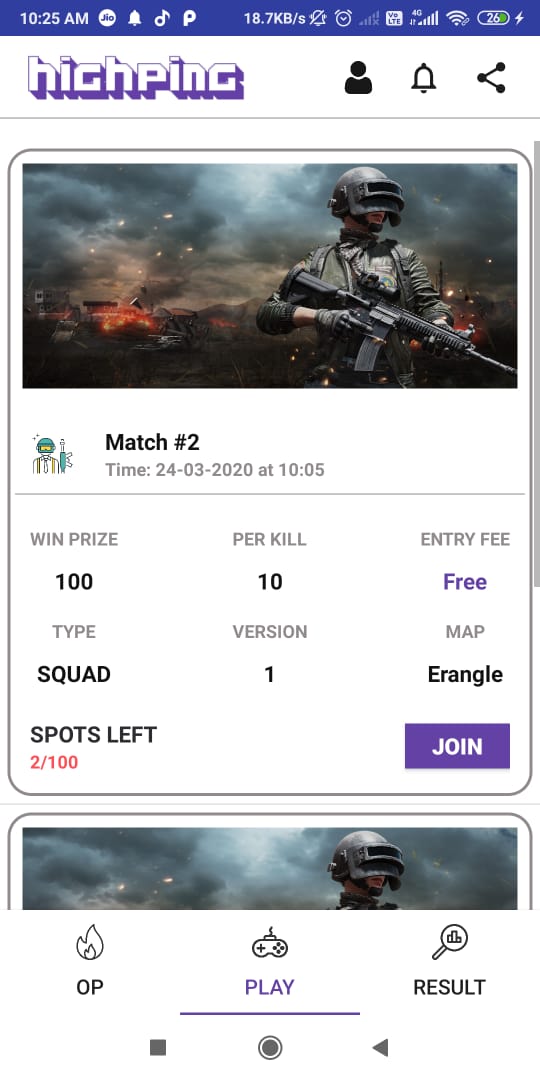 10:25 AM Jio 18.7KB/s Vo LTE 4G 26
highping
Match #2
Time: 24-03-2020 at 10:05
WIN PRIZE PER KILL ENTRY FEE
100 10 Free
TYPE VERSION MAP
SQUAD 1 Erangle
SPOTS LEFT
2/100
JOIN
OP PLAY RESULT